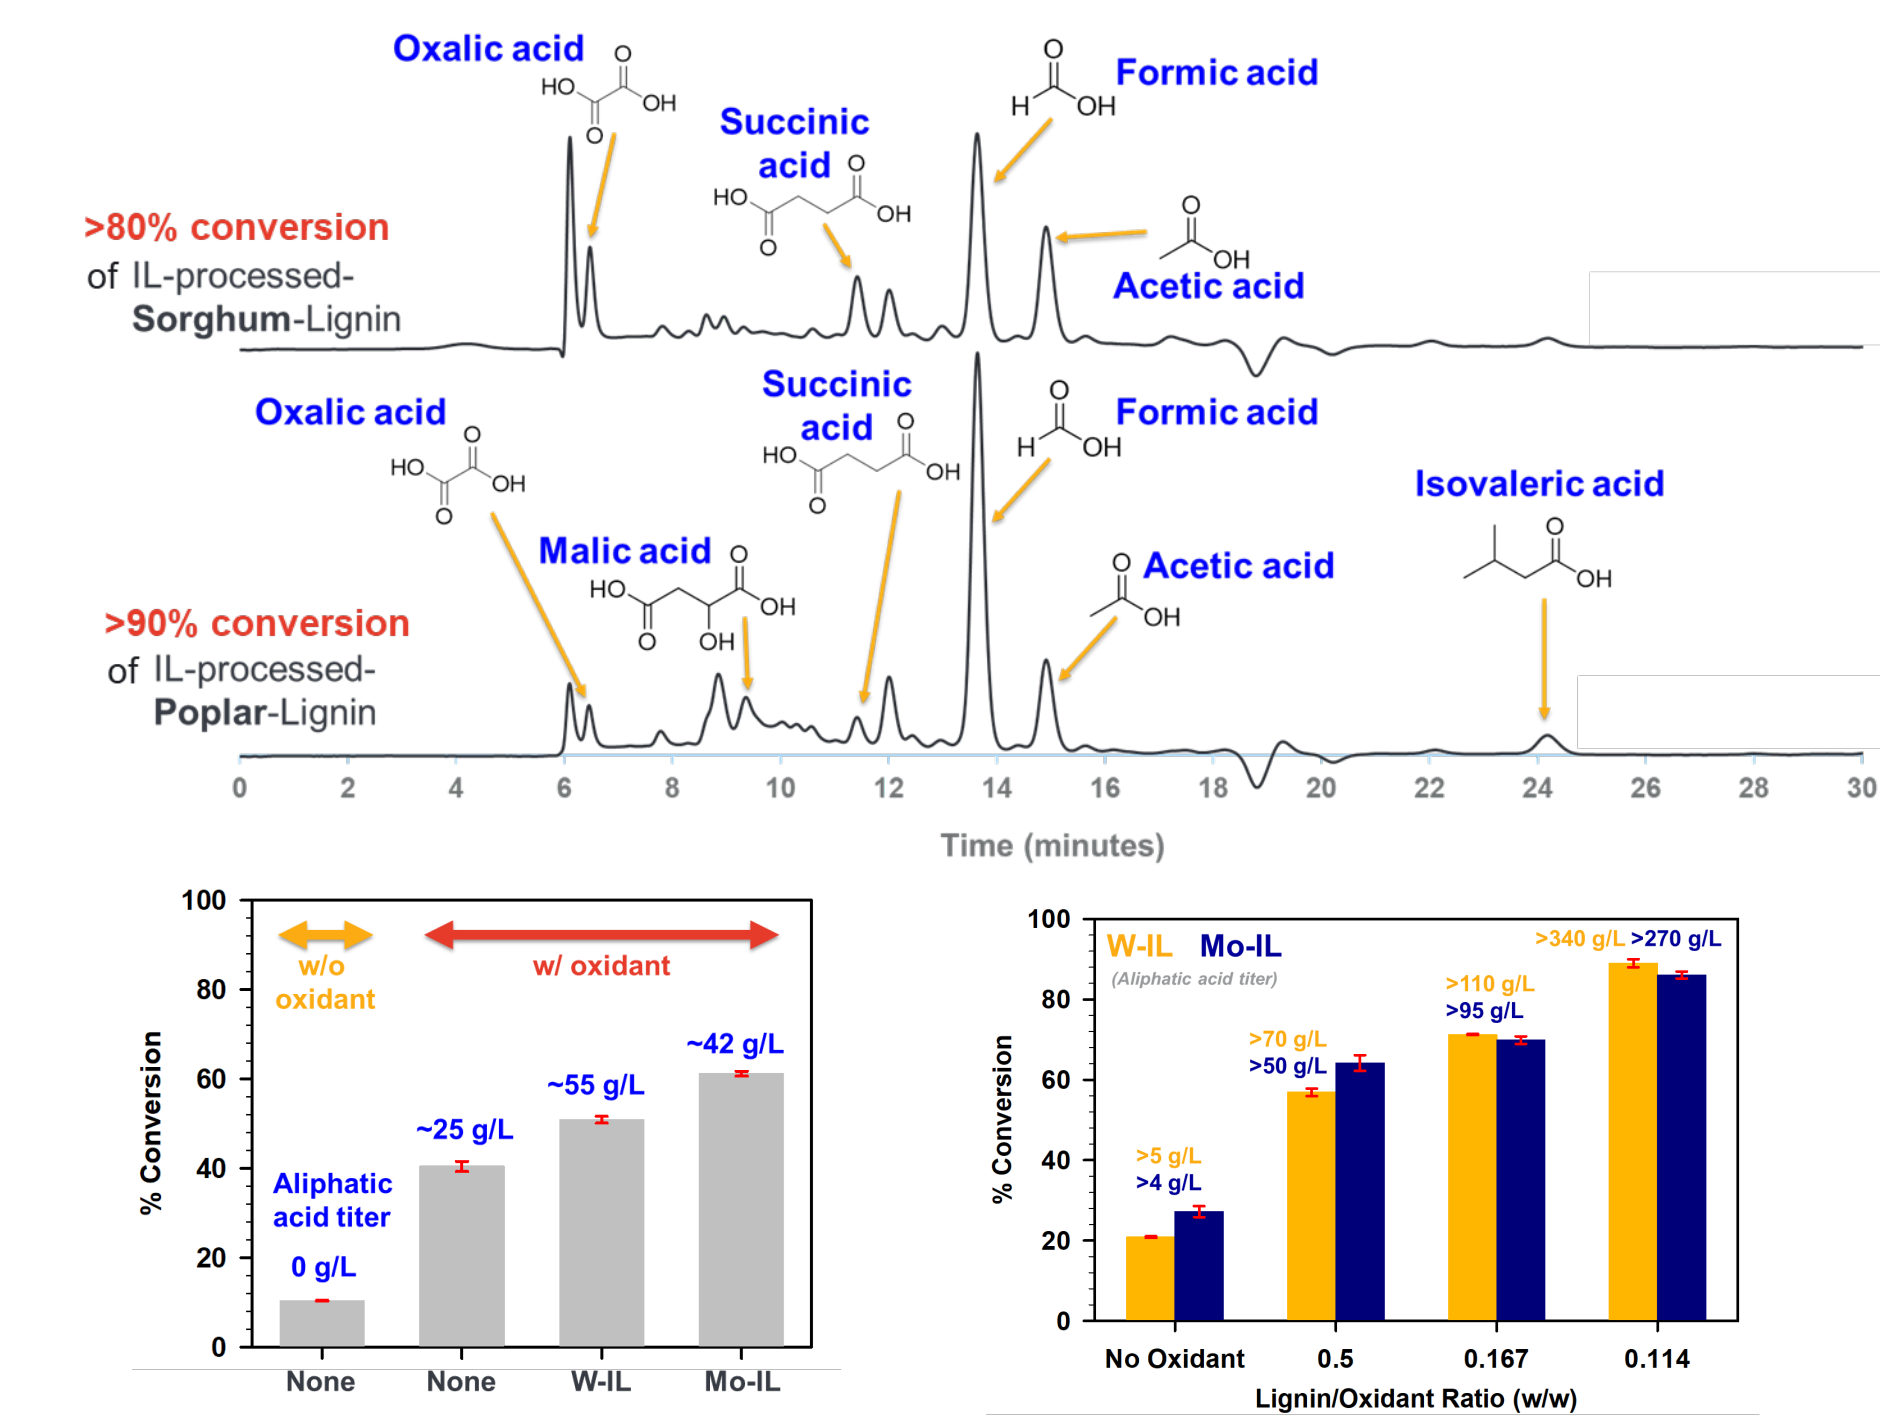 Oxalic acid
O
HO
OH
O
Succinic
acid
O
HO
OH
O
O
H
OH
Formic acid
O
OH
Acetic acid
>80% conversion
of IL-processed-
Sorghum-Lignin
Oxalic acid
O
HO
OH
O
Malic acid
O
HO
OH
O
OH
Succinic
acid
O
HO
OH
O
O
H
OH
Formic acid
O
OH
Acetic acid
Isovaleric acid
O
OH
>90% conversion
of IL-processed-
Poplar-Lignin
0 2 4 6 8 10 12 14 16 18 20 22 24 26 28 30
Time (minutes)
% Conversion
100
80
60
40
20
0
w/o
oxidant
w/ oxidant
Aliphatic
acid titer
0 g/L
~25 g/L
~55 g/L
~42 g/L
None None W-IL Mo-IL
% Conversion
100
80
60
40
20
0
W-IL Mo-IL
(Aliphatic acid titer)
>5 g/L
>4 g/L
>70 g/L
>50 g/L
>110 g/L
>95 g/L
>340 g/L >270 g/L
No Oxidant 0.5 0.167 0.114
Lignin/Oxidant Ratio (w/w)